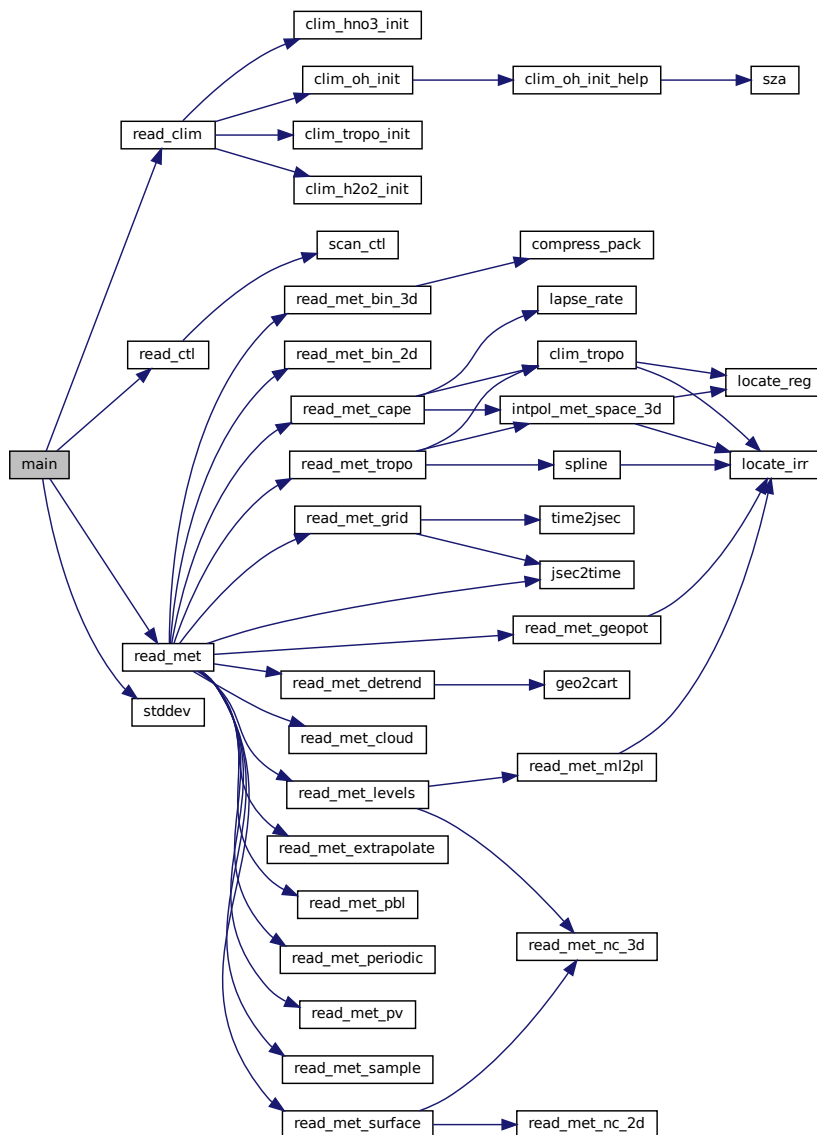 clim_hno3_init
clim_oh_init
clim_oh_init_help
sza
read_clim
clim_tropo_init
clim_h2o2_init
scan_ctl
compress_pack
read_met_bin_3d
lapse_rate
read_ctl
read_met_bin_2d
clim_tropo
locate_reg
read_met_cape
intpol_met_space_3d
main
read_met_tropo
spline
locate_irr
read_met_grid
time2jsec
jsec2time
read_met_geopot
read_met
read_met_detrend
geo2cart
stddev
read_met_cloud
read_met_ml2pl
read_met_levels
read_met_extrapolate
read_met_pbl
read_met_nc_3d
read_met_periodic
read_met_pv
read_met_sample
read_met_surface
read_met_nc_2d